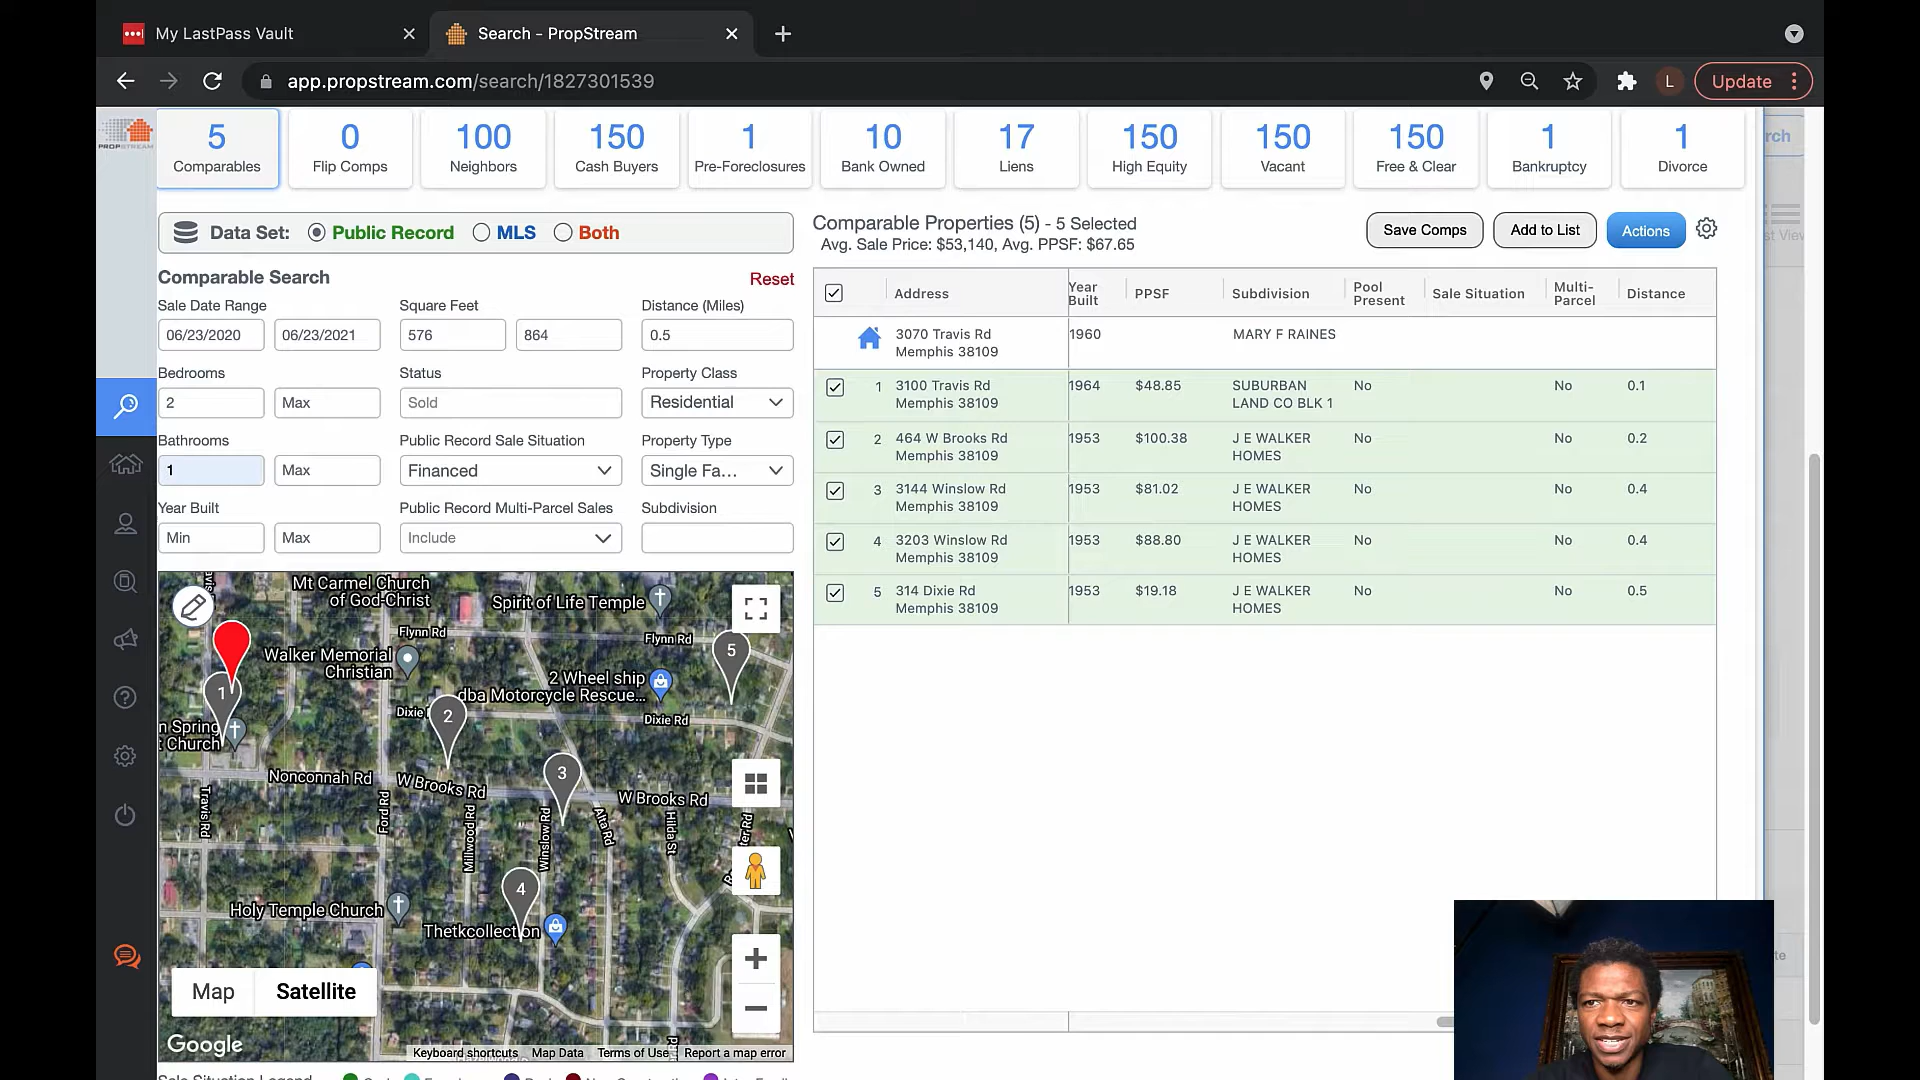 My LastPass Vault
Search - PropStream
app.propstream.com/search/1827301539
L
Update
PROPSTREAM
5
Comparables
0
Flip Comps
100
Neighbors
150
Cash Buyers
1
Pre-Foreclosures
10
Bank Owned
17
Liens
150
High Equity
150
Vacant
150
Free & Clear
1
Bankruptcy
1
Divorce
Data Set: Public Record MLS Both
Comparable Search Reset
Sale Date Range Square Feet Distance (Miles)
06/23/2020 06/23/2021 576 864 0.5
Bedrooms Status Property Class
2 Max Sold Residential
Bathrooms Public Record Sale Situation Property Type
1 Max Financed Single Fa...
Year Built Public Record Multi-Parcel Sales Subdivision
Min Max Include
Comparable Properties (5) - 5 Selected
Avg. Sale Price: $53,140, Avg. PPSF: $67.65
Save Comps Add to List Actions
Address Year Built PPSF Subdivision Pool Present Sale Situation Multi-Parcel Distance
3070 Travis Rd 1960 MARY F RAINES
Memphis 38109
1 3100 Travis Rd 1964 $48.85 SUBURBAN No No 0.1
Memphis 38109 LAND CO BLK 1
2 464 W Brooks Rd 1953 $100.38 J E WALKER No No 0.2
Memphis 38109 HOMES
3 3144 Winslow Rd 1953 $81.02 J E WALKER No No 0.4
Memphis 38109 HOMES
4 3203 Winslow Rd 1953 $88.80 J E WALKER No No 0.4
Memphis 38109 HOMES
5 314 Dixie Rd 1953 $19.18 J E WALKER No No 0.5
Memphis 38109 HOMES
Mt Carmel Church
of God-Christ
Spirit of Life Temple
Flynn Rd
Flynn Rd
Walker Memorial
Christian
5
2 Wheel ship
dba Motorcycle Rescue...
1
2
Dixie
Dixie Rd
n Spring
t Church
3
Nonconnah Rd
W Brooks Rd
W Brooks Rd
Travis Rd
Ford Rd
Millwood Rd
Winslow Rd
Alta Rd
Hilda St
4
Holy Temple Church
Thetkcollection
Map
Satellite
Google
Keyboard shortcuts Map Data Terms of Use Report a map error